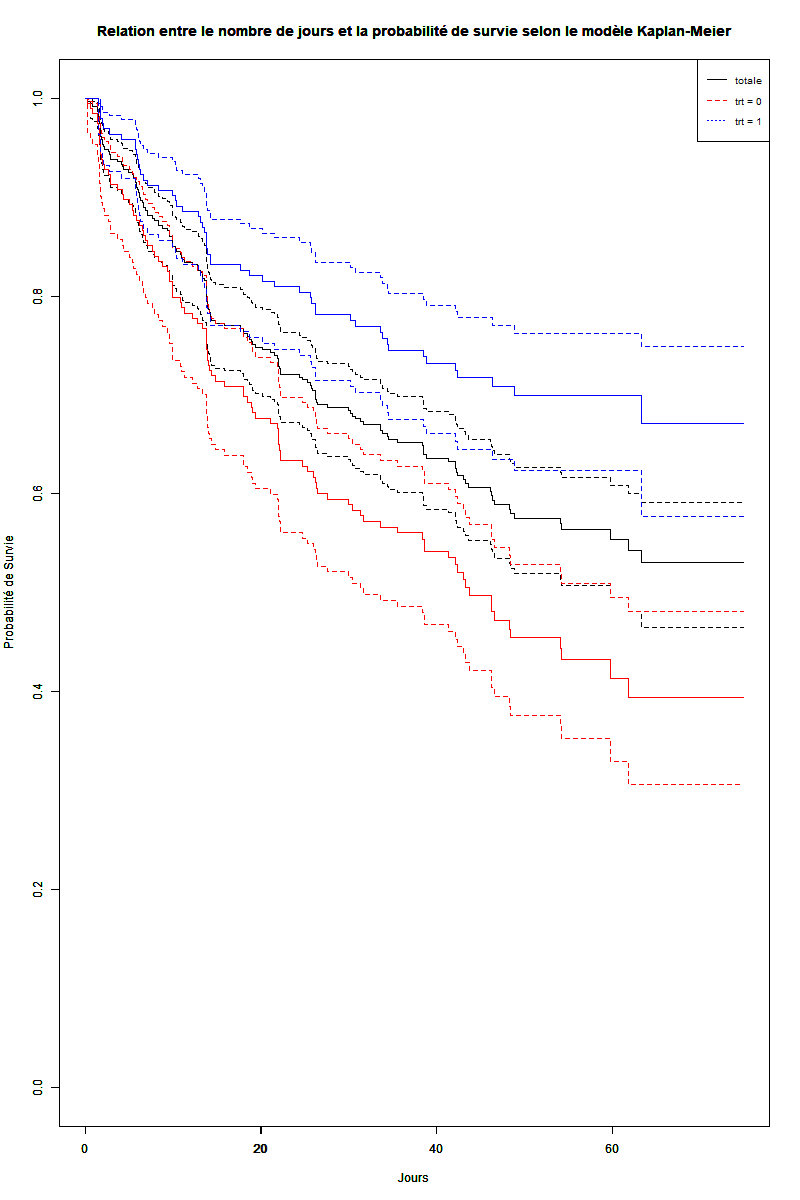 Relation entre le nombre de jours et la probabilité de survie selon le modèle Kaplan-Meier
totale
trt = 0
trt = 1
1.0
0.8
0.6
0.4
0.2
0.0
Probabilité de Survie
0 20 40 60
Jours